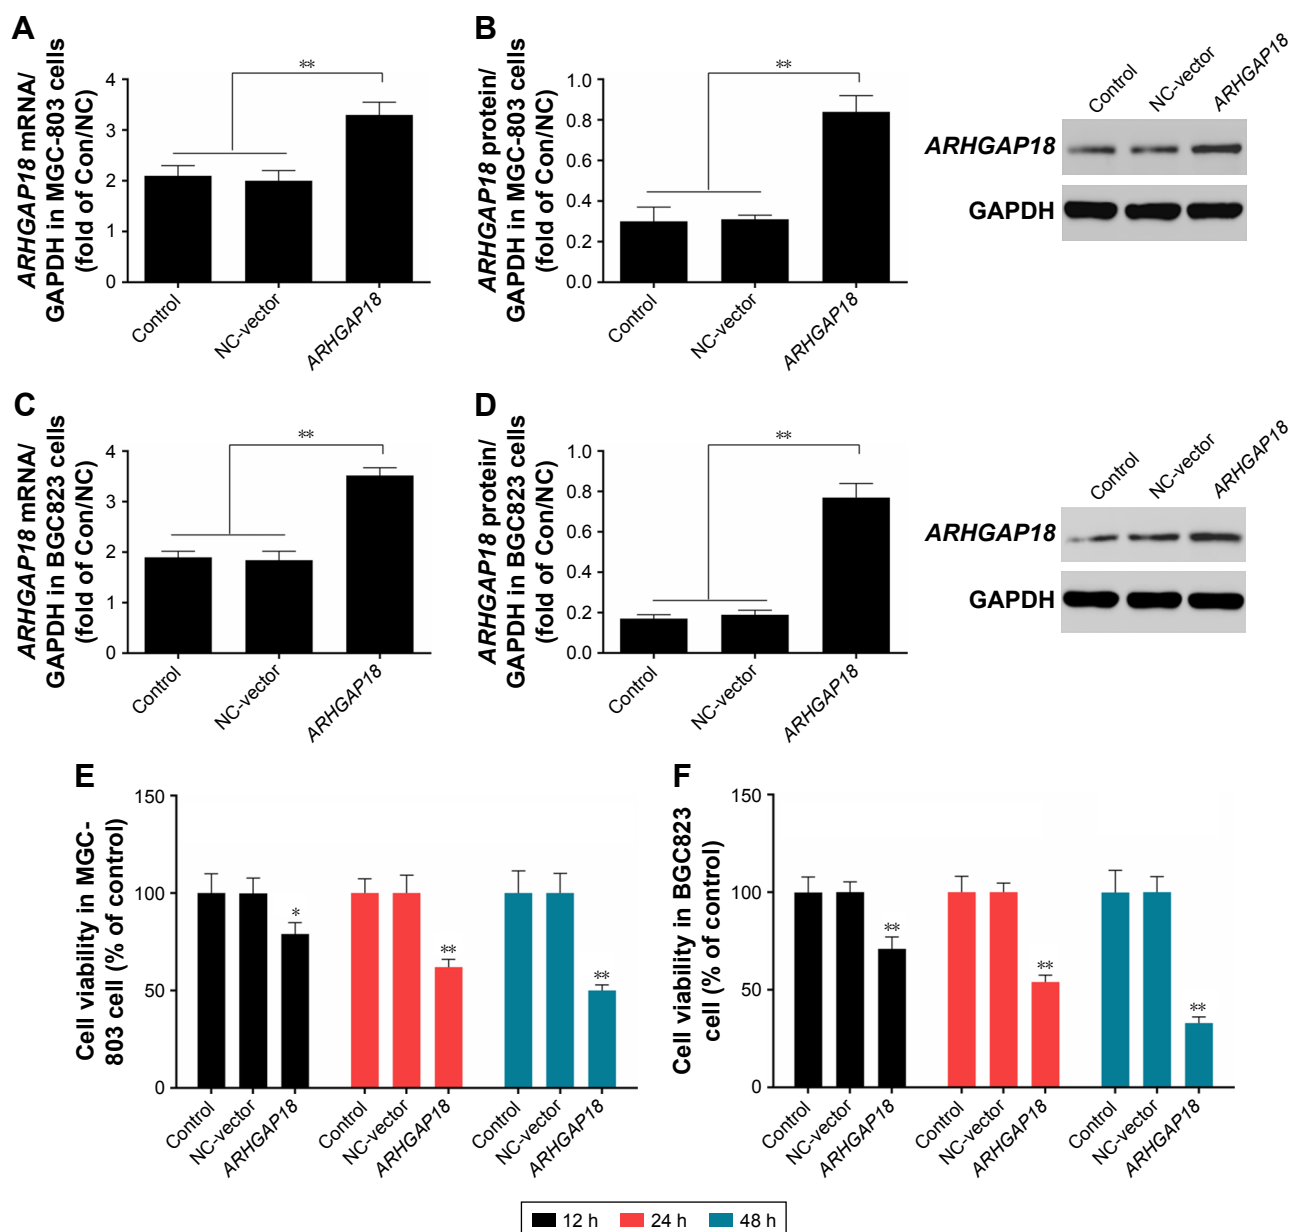 A
ARHGAP18 mRNA/
GAPDH in MGC-803 cells
(fold of Con/NC)
4
3
2
1
0
**
Control
NC-vector
ARHGAP18
B
ARHGAP18 protein/
GAPDH in MGC-803 cells
(fold of Con/NC)
1.0
0.8
0.6
0.4
0.2
0.0
**
Control
NC-vector
ARHGAP18
Control
NC-vector
ARHGAP18
ARHGAP18
GAPDH
C
ARHGAP18 mRNA/
GAPDH in BGC823 cells
(fold of Con/NC)
4
3
2
1
0
**
Control
NC-vector
ARHGAP18
D
ARHGAP18 protein/
GAPDH in BGC823 cells
(fold of Con/NC)
1.0
0.8
0.6
0.4
0.2
0.0
**
Control
NC-vector
ARHGAP18
Control
NC-vector
ARHGAP18
ARHGAP18
GAPDH
E
Cell viability in MGC-
803 cell (% of control)
150
100
50
0
*
**
**
Control
NC-vector
ARHGAP18
Control
NC-vector
ARHGAP18
Control
NC-vector
ARHGAP18
F
Cell viability in BGC823
cell (% of control)
150
100
50
0
**
**
**
Control
NC-vector
ARHGAP18
Control
NC-vector
ARHGAP18
Control
NC-vector
ARHGAP18
12 h 24 h 48 h